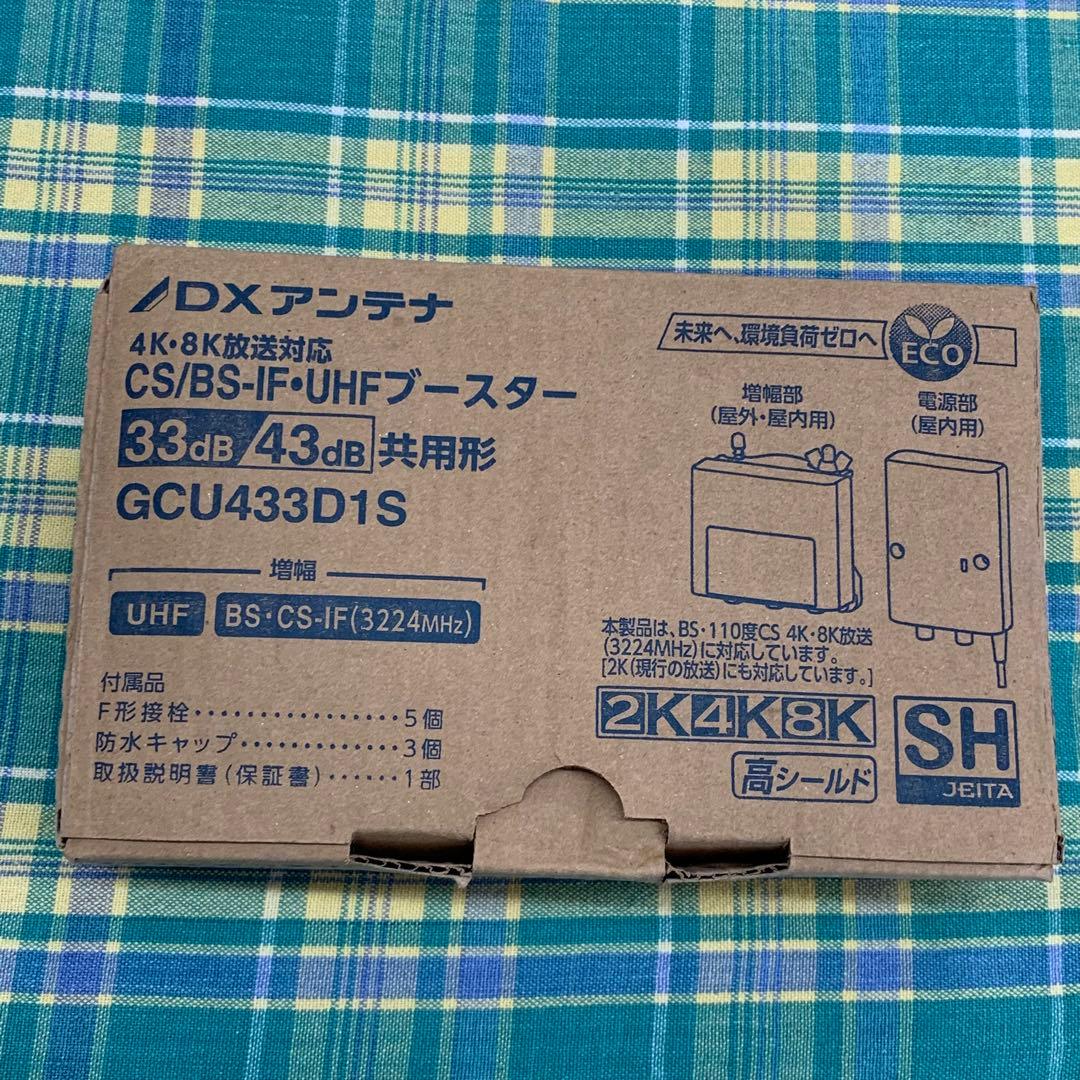 DXアンテナ
4K・8K放送対応
CS/BS-IF・UHFブースター
33dB/43dB 共用形
GCU433D1S
増幅
UHF BS・CS-IF(3224MHz)
付属品
F形接栓・・・・・・・・・・・・・・・・5個
防水キャップ・・・・・・・・・・・・3個
取扱説明書(保証書)・・・・・・1部
未来へ、環境負荷ゼロへ
ECO
増幅部
(屋外・屋内用)
電源部
(屋内用)
本製品は、BS・110度CS 4K・8K放送
(3224MHz)に対応しています。
[2K(現行の放送)にも対応しています。]
2K4K8K
高シールド
SH
JEITA